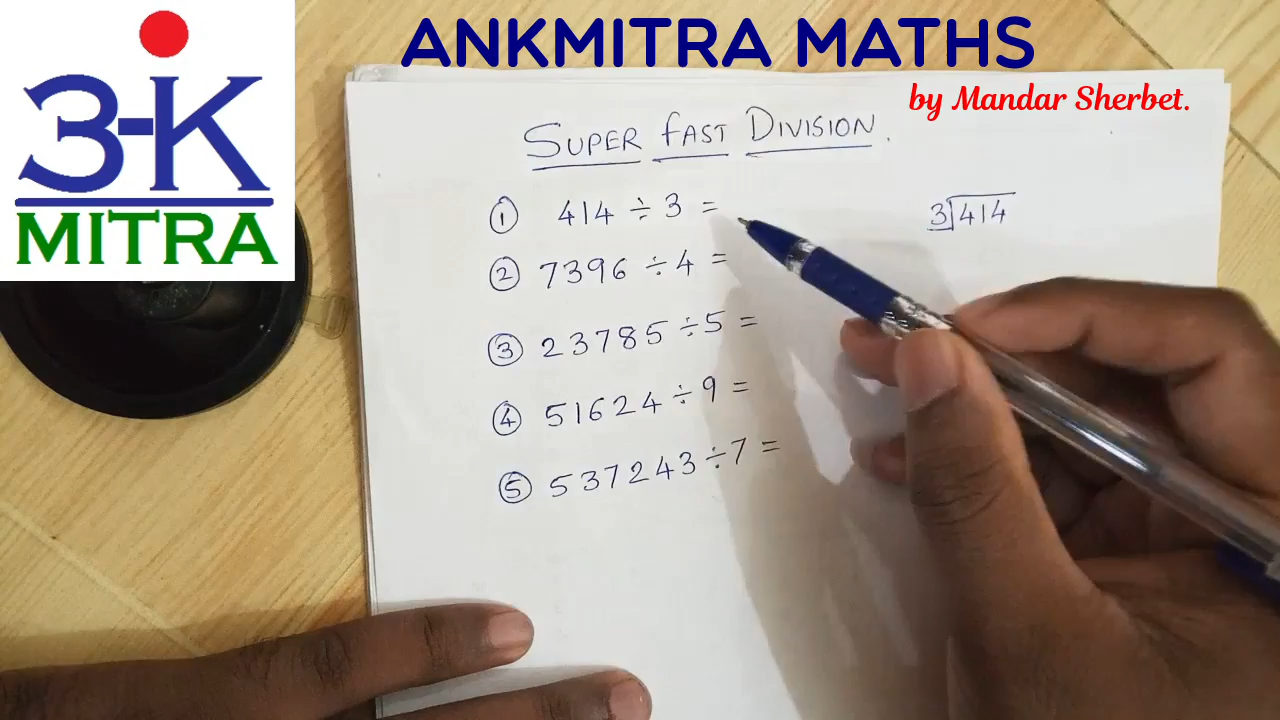 ANKMITRA MATHS
by Mandar Sherbet.
3-K
MITRA
SUPER FAST DIVISION.
① 414 ÷ 3 =
3 414
② 7396 ÷ 4 =
③ 23785 ÷ 5 =
④ 51624 ÷ 9 =
⑤ 537243 ÷ 7 =